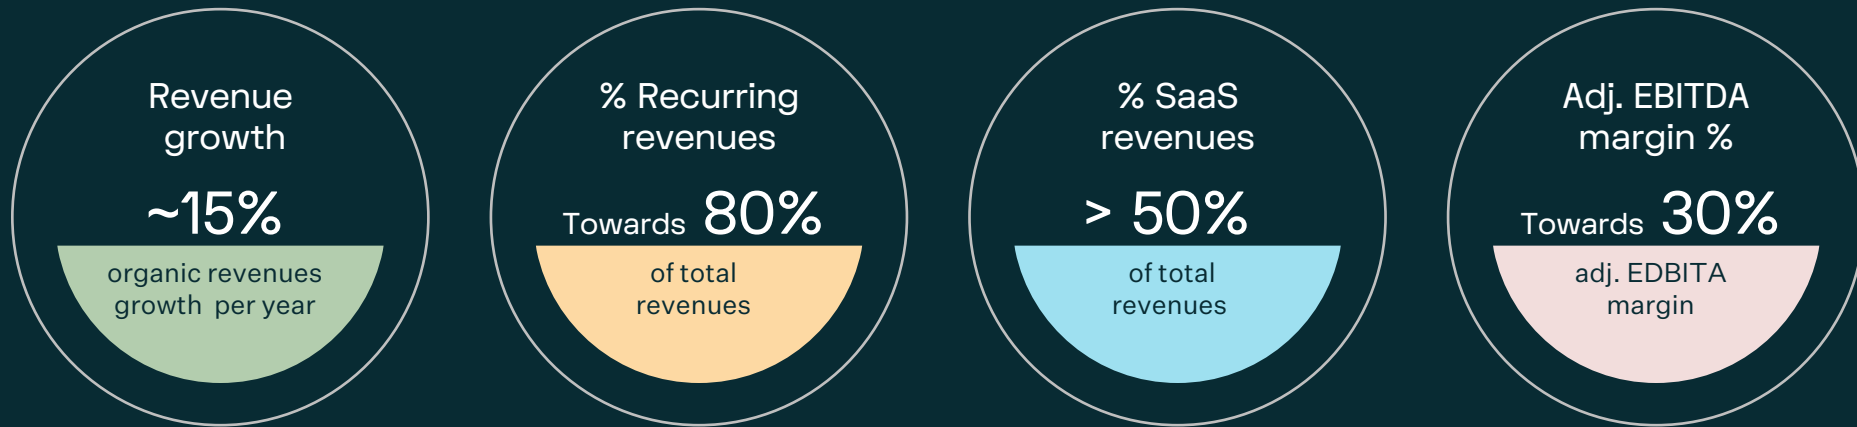 Revenue
growth
~15%
organic revenues
growth per year
% Recurring
revenues
Towards 80%
of total
revenues
% SaaS
revenues
> 50%
of total
revenues
Adj. EBITDA
margin %
Towards 30%
adj. EDBITA
margin